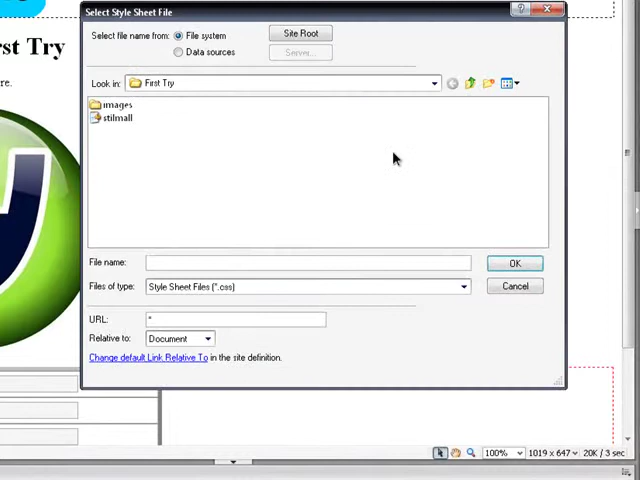 Select Style Sheet File
Select file name from: File system Site Root
Data sources Server...
rst Try
re.
Look in: First Try
images
stilmall
File name: OK
Files of type: Style Sheet Files (*.css) Cancel
URL: *
Relative to: Document
Change default Link Relative To in the site definition.
100% 1019 x 647 20K / 3 sec